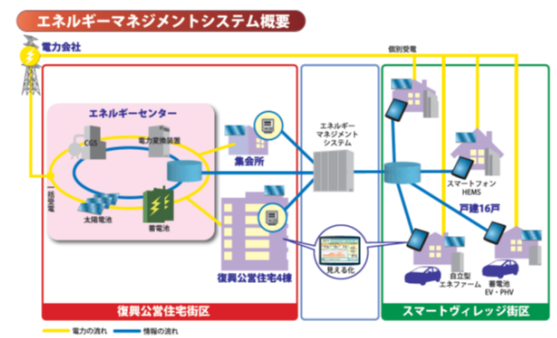 エネルギーマネジメントシステム概要
電力会社
個別受電
エネルギーセンター
CGS
電力変換装置
太陽電池
蓄電池
一括受電
集会所
復興公営住宅4棟
エネルギー
マネジメント
システム
見える化
スマートフォン
HEMS
戸建16戸
自立型
エネファーム
蓄電池
EV・PHV
復興公営住宅街区
スマートヴィレッジ街区
電力の流れ
情報の流れ